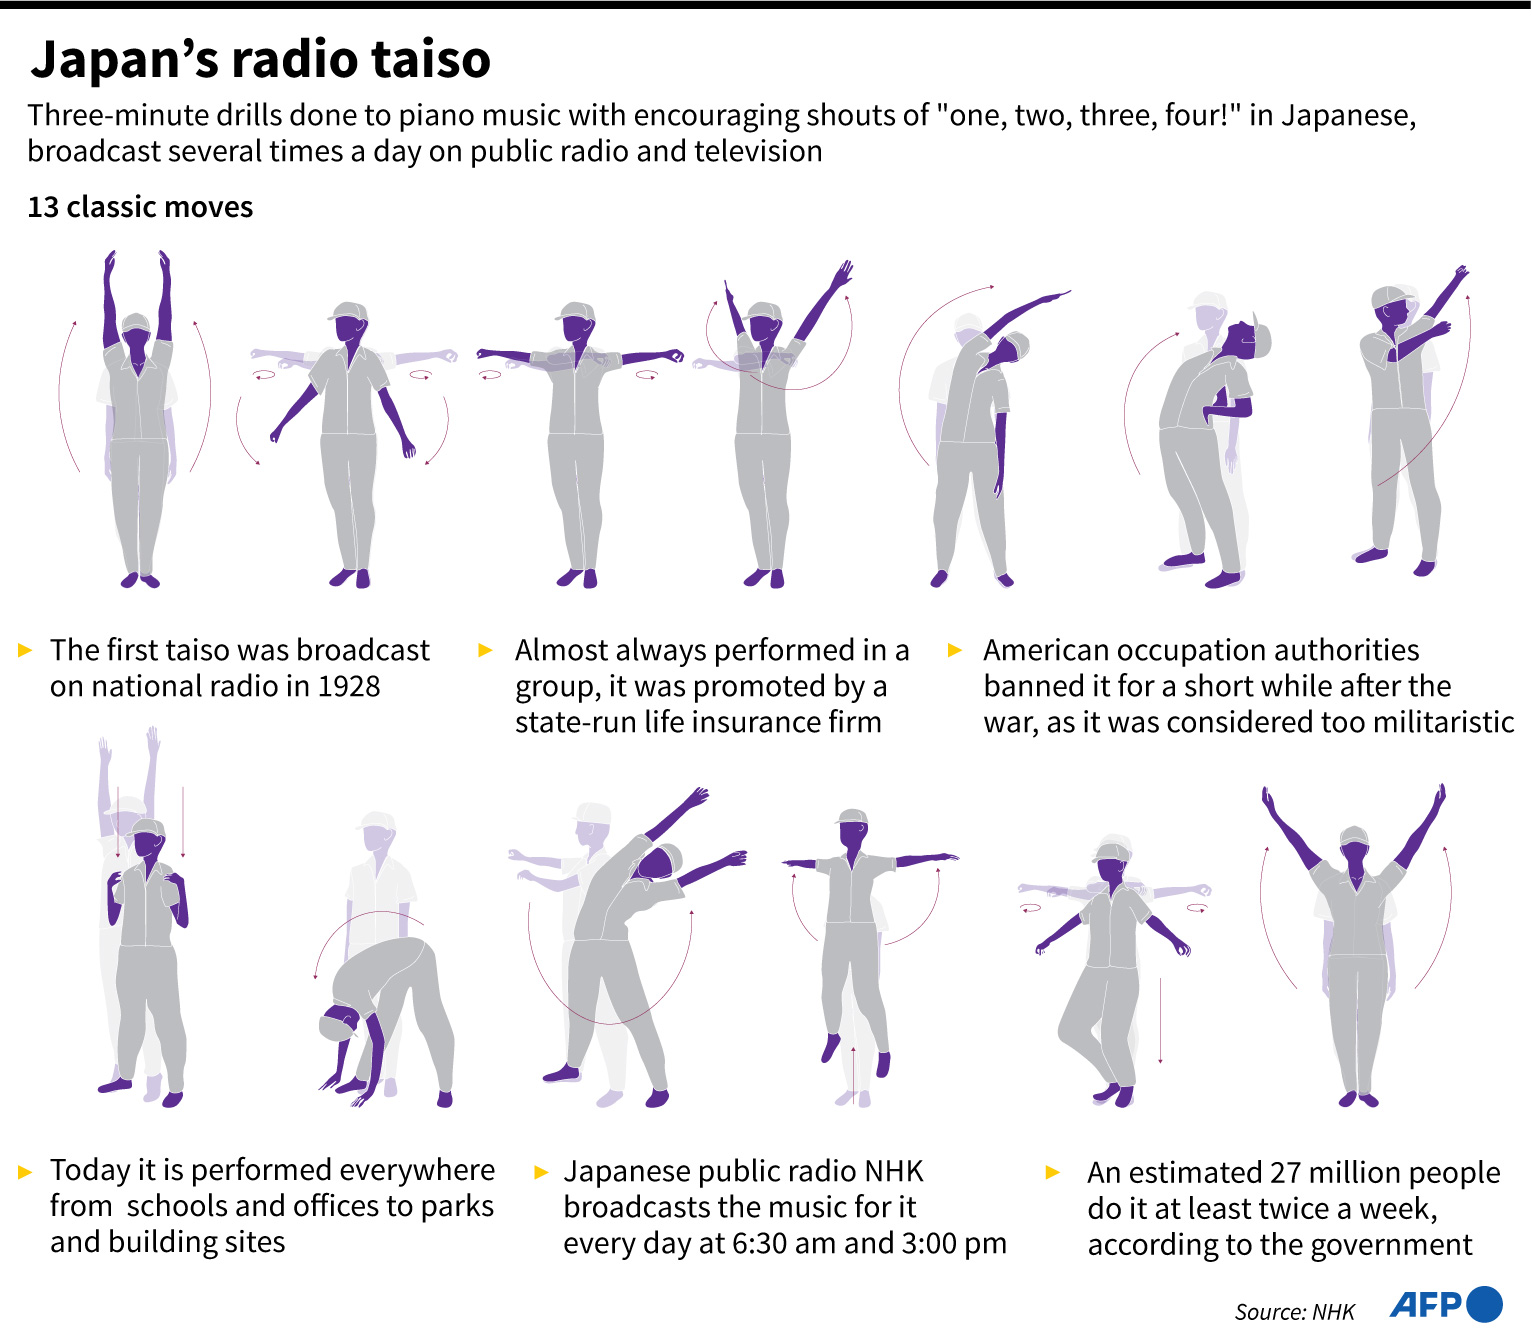 Japan’s radio taiso
Three-minute drills done to piano music with encouraging shouts of "one, two, three, four!" in Japanese,
broadcast several times a day on public radio and television
13 classic moves
The first taiso was broadcast
on national radio in 1928
Almost always performed in a
group, it was promoted by a
state-run life insurance firm
American occupation authorities
banned it for a short while after the
war, as it was considered too militaristic
Today it is performed everywhere
from schools and offices to parks
and building sites
Japanese public radio NHK
broadcasts the music for it
every day at 6:30 am and 3:00 pm
An estimated 27 million people
do it at least twice a week,
according to the government
Source: NHK
AFP